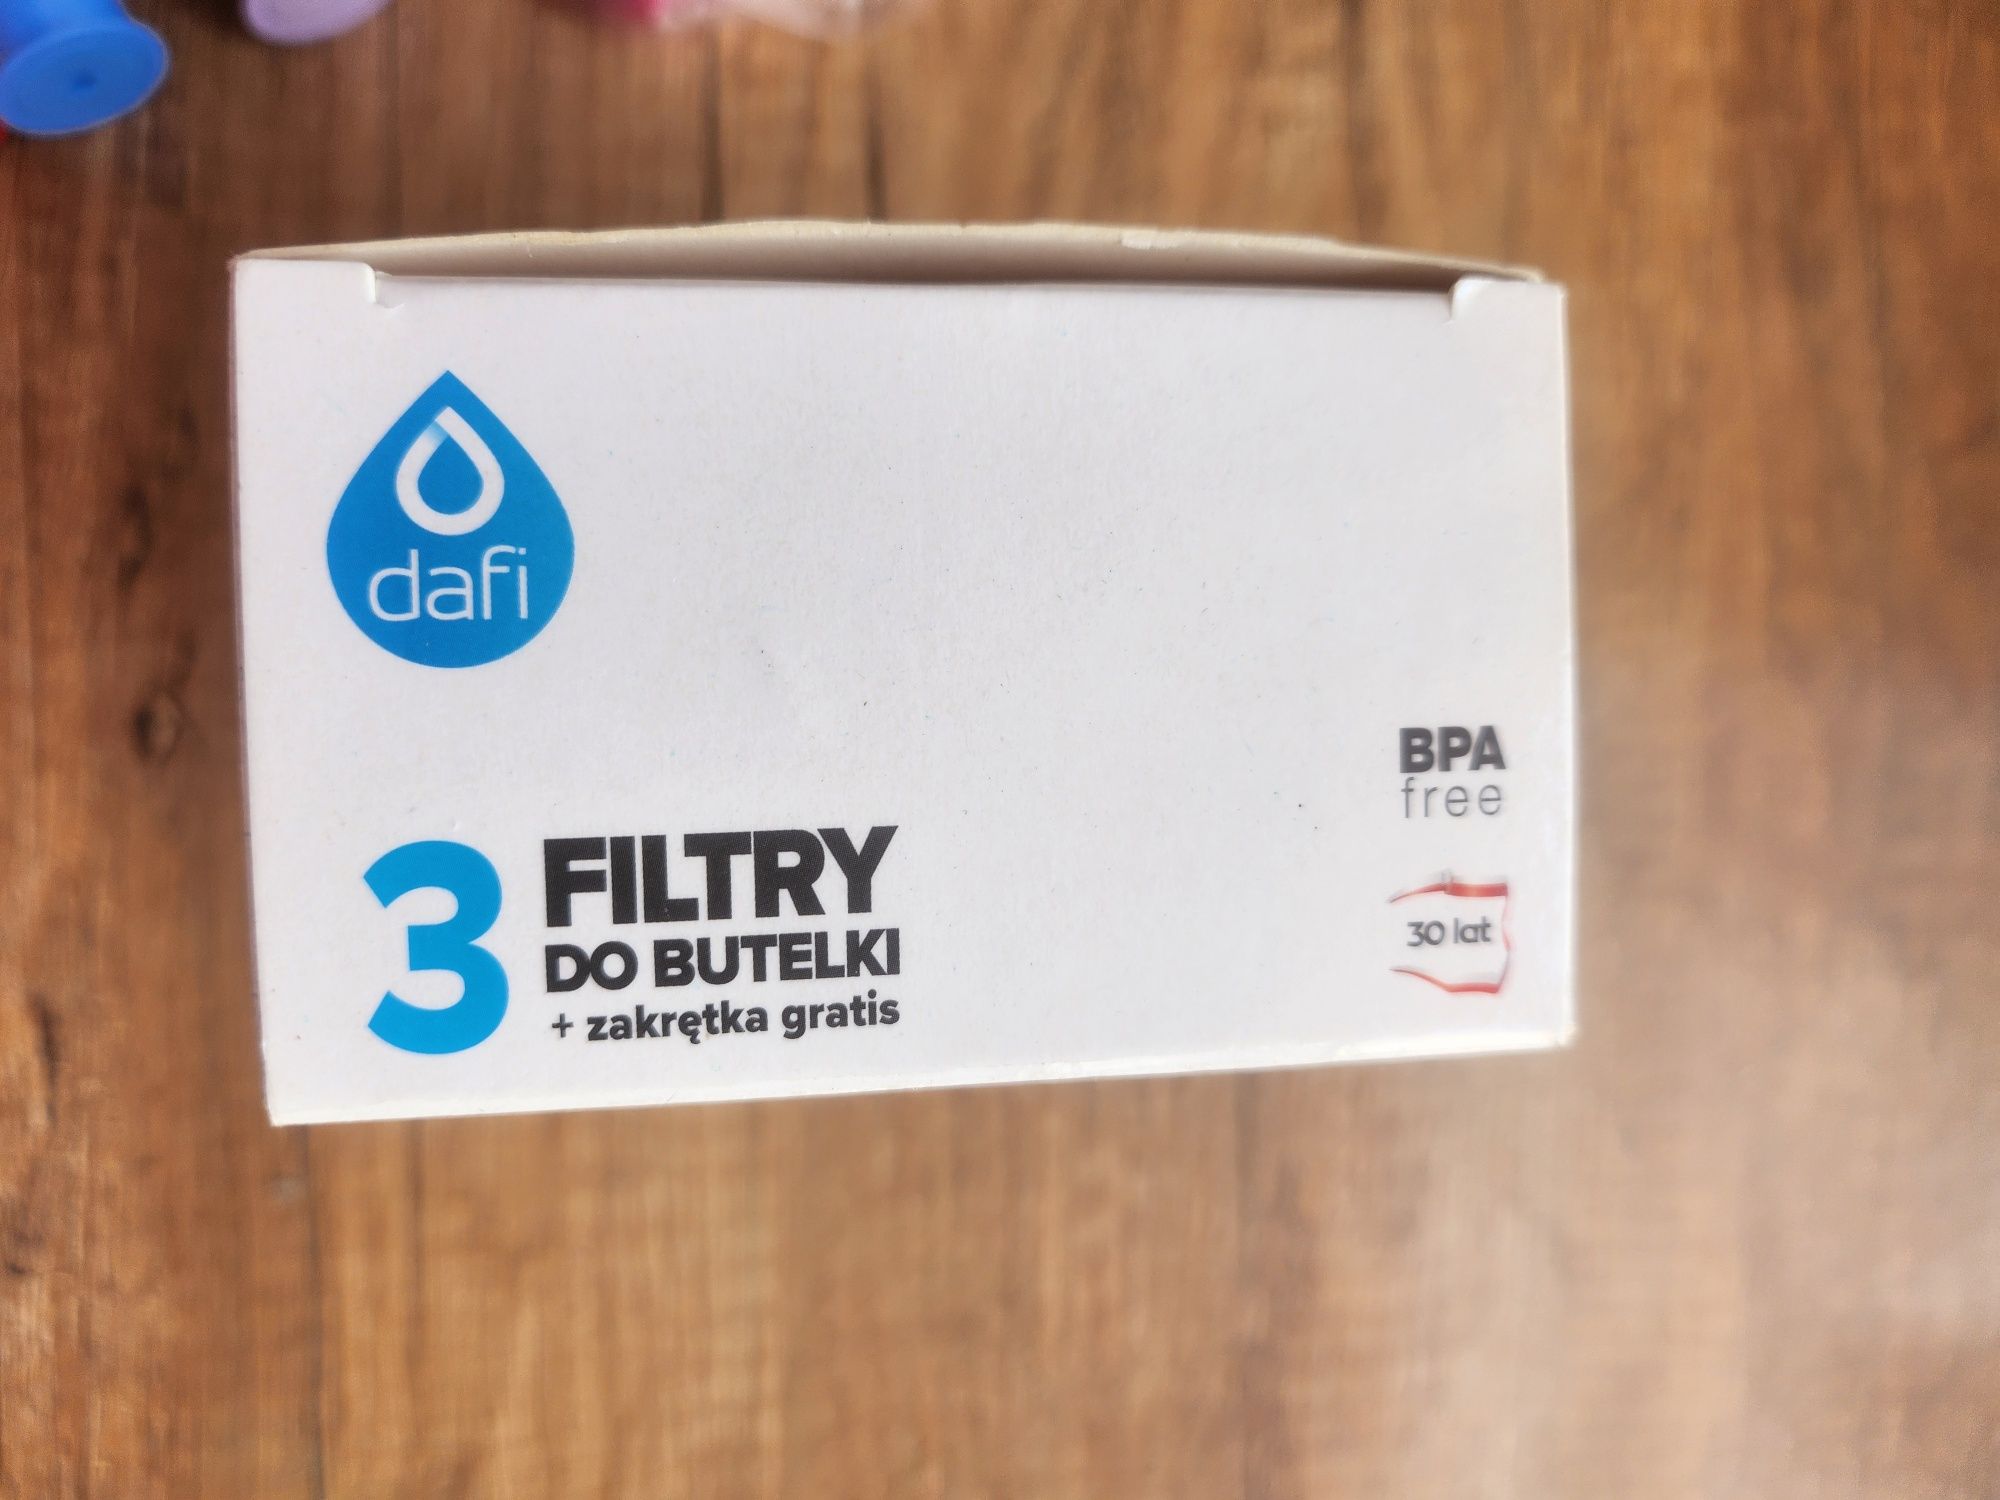 dafi
3 FILTRY
DO BUTELKI
+ zakrętka gratis
BPA
free
30 lat